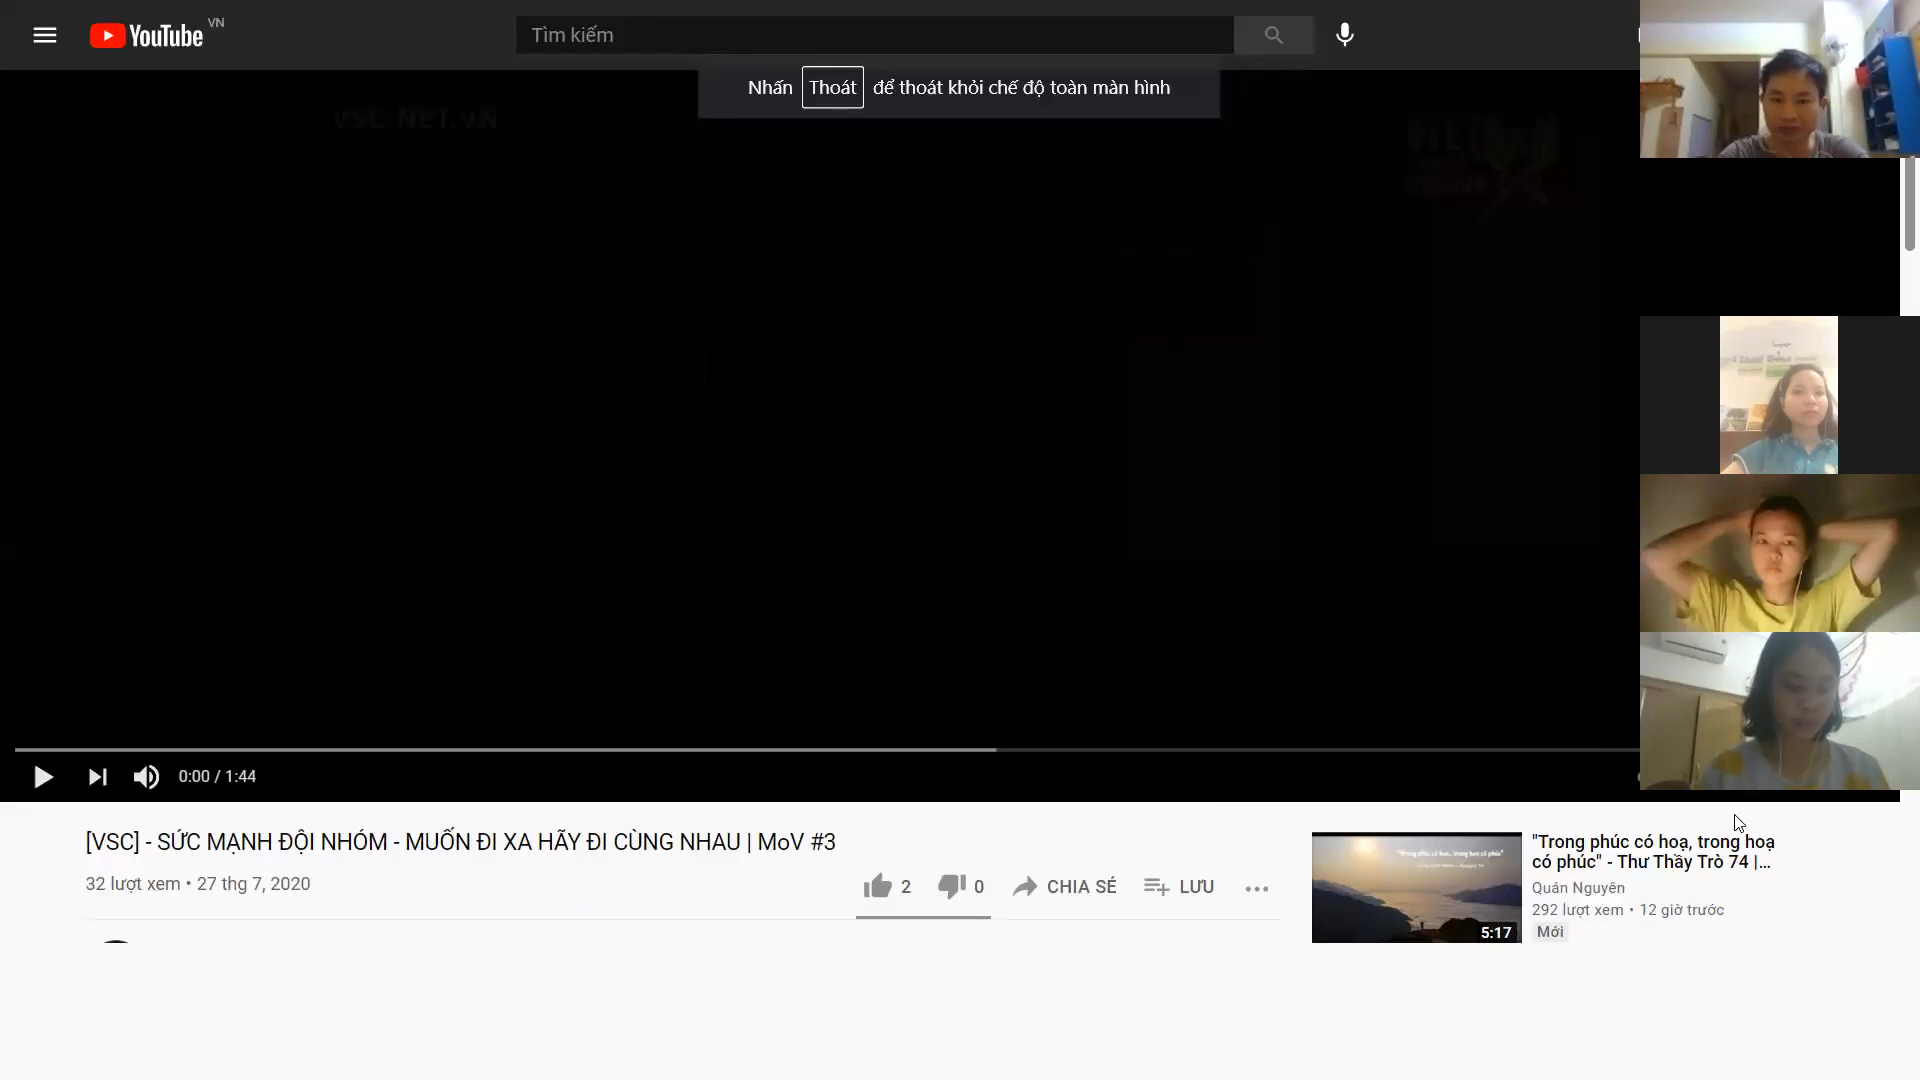 YouTube VN
Tìm kiếm
Nhấn Thoát để thoát khỏi chế độ toàn màn hình
VSC.NET.VN
0:00 / 1:44
[VSC] - SỨC MẠNH ĐỘI NHÓM - MUỐN ĐI XA HÃY ĐI CÙNG NHAU | MoV #3
32 lượt xem • 27 thg 7, 2020
2
0
CHIA SẺ
LƯU
5:17
"Trong phúc có hoạ, trong hoạ
có phúc" - Thư Thầy Trò 74 |...
Quán Nguyên
292 lượt xem • 12 giờ trước
Mới